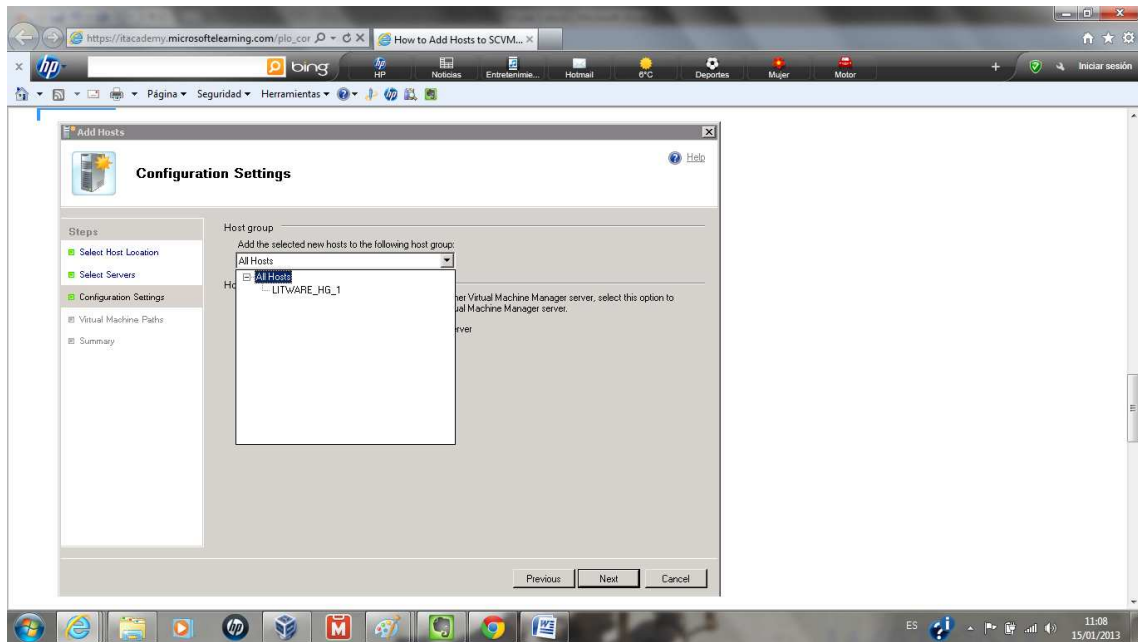 https://itacademy.microsoftelearning.com/plo_cor
How to Add Hosts to SCVM...
hp
bing
HP
Noticias
Entretenimie...
Hotmail
6°C
Deportes
Mujer
Motor
Iniciar sesión
Página
Seguridad
Herramientas
Add Hosts
Configuration Settings
Help
Steps
Select Host Location
Select Servers
Configuration Settings
Virtual Machine Paths
Summary
Host group
Add the selected new hosts to the following host group:
All Hosts
All Hosts
LITWARE_HG_1
Ho
her Virtual Machine Manager server, select this option to
ual Machine Manager server.
erver
Previous
Next
Cancel
ES
11:08
15/01/2013